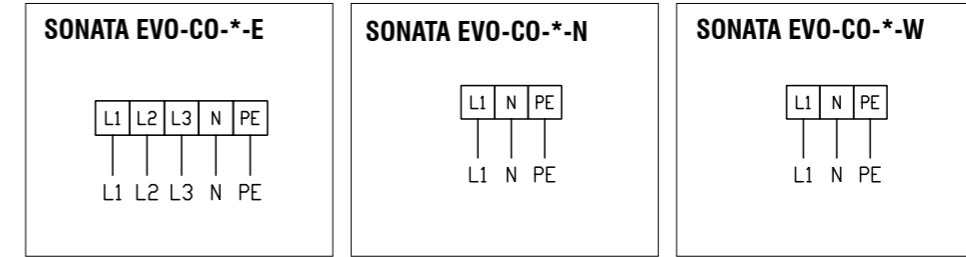 SONATA EVO-CO-*-E
L1 L2 L3 N PE
L1 L2 L3 N PE
SONATA EVO-CO-*-N
L1 N PE
L1 N PE
SONATA EVO-CO-*-W
L1 N PE
L1 N PE